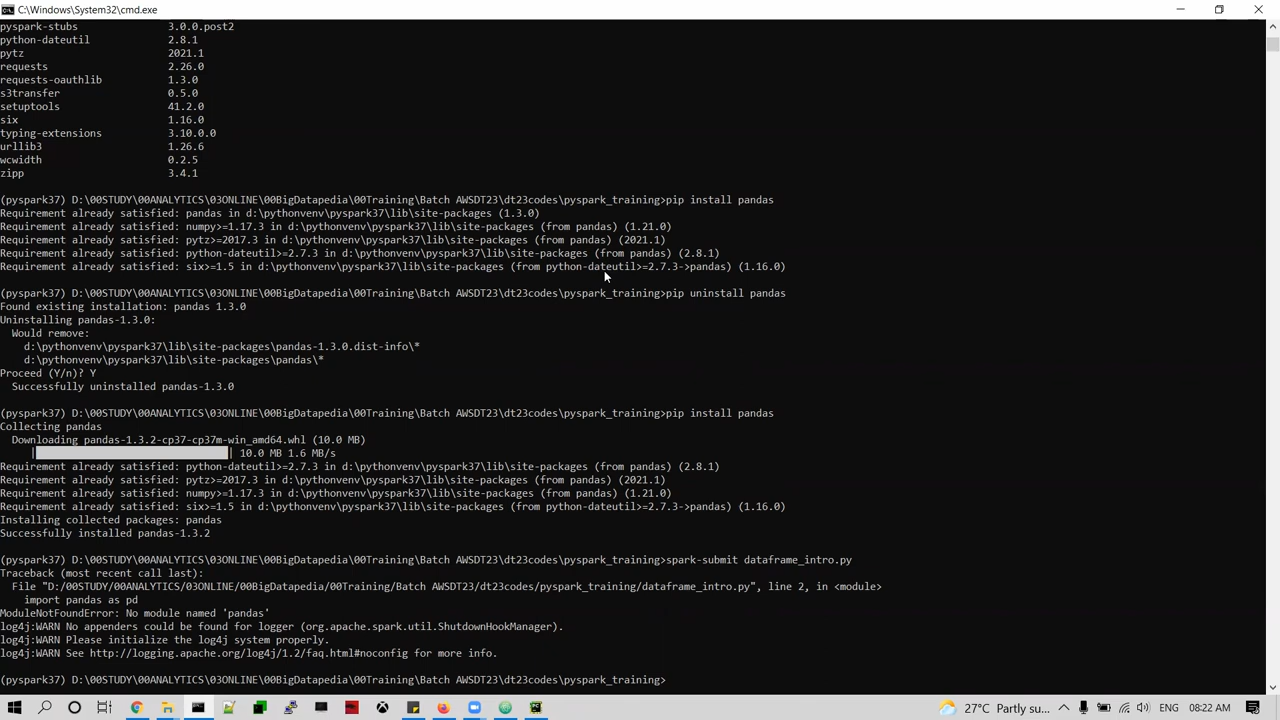 C:\Windows\System32\cmd.exe
pyspark-stubs 3.0.0.post2
python-dateutil 2.8.1
pytz 2021.1
requests 2.26.0
requests-oauthlib 1.3.0
s3transfer 0.5.0
setuptools 41.2.0
six 1.16.0
typing-extensions 3.10.0.0
urllib3 1.26.6
wcwidth 0.2.5
zipp 3.4.1
(pyspark37) D:\00STUDY\00ANALYTICS\03ONLINE\00BigDatapedia\00Training\Batch AWSDT23\dt23codes\pyspark_training>pip install pandas
Requirement already satisfied: pandas in d:\pythonvenv\pyspark37\lib\site-packages (1.3.0)
Requirement already satisfied: numpy>=1.17.3 in d:\pythonvenv\pyspark37\lib\site-packages (from pandas) (1.21.0)
Requirement already satisfied: pytz>=2017.3 in d:\pythonvenv\pyspark37\lib\site-packages (from pandas) (2021.1)
Requirement already satisfied: python-dateutil>=2.7.3 in d:\pythonvenv\pyspark37\lib\site-packages (from pandas) (2.8.1)
Requirement already satisfied: six>=1.5 in d:\pythonvenv\pyspark37\lib\site-packages (from python-dateutil>=2.7.3->pandas) (1.16.0)
(pyspark37) D:\00STUDY\00ANALYTICS\03ONLINE\00BigDatapedia\00Training\Batch AWSDT23\dt23codes\pyspark_training>pip uninstall pandas
Found existing installation: pandas 1.3.0
Uninstalling pandas-1.3.0:
Would remove:
d:\pythonvenv\pyspark37\lib\site-packages\pandas-1.3.0.dist-info\*
d:\pythonvenv\pyspark37\lib\site-packages\pandas\*
Proceed (Y/n)? Y
Successfully uninstalled pandas-1.3.0
(pyspark37) D:\00STUDY\00ANALYTICS\03ONLINE\00BigDatapedia\00Training\Batch AWSDT23\dt23codes\pyspark_training>pip install pandas
Collecting pandas
Downloading pandas-1.3.2-cp37-cp37m-win_amd64.whl (10.0 MB)
| | 10.0 MB 1.6 MB/s
Requirement already satisfied: python-dateutil>=2.7.3 in d:\pythonvenv\pyspark37\lib\site-packages (from pandas) (2.8.1)
Requirement already satisfied: pytz>=2017.3 in d:\pythonvenv\pyspark37\lib\site-packages (from pandas) (2021.1)
Requirement already satisfied: numpy>=1.17.3 in d:\pythonvenv\pyspark37\lib\site-packages (from pandas) (1.21.0)
Requirement already satisfied: six>=1.5 in d:\pythonvenv\pyspark37\lib\site-packages (from python-dateutil>=2.7.3->pandas) (1.16.0)
Installing collected packages: pandas
Successfully installed pandas-1.3.2
(pyspark37) D:\00STUDY\00ANALYTICS\03ONLINE\00BigDatapedia\00Training\Batch AWSDT23\dt23codes\pyspark_training>spark-submit dataframe_intro.py
Traceback (most recent call last):
File "D:/00STUDY/00ANALYTICS/03ONLINE/00BigDatapedia/00Training/Batch AWSDT23/dt23codes/pyspark_training/dataframe_intro.py", line 2, in <module>
import pandas as pd
ModuleNotFoundError: No module named 'pandas'
log4j:WARN No appenders could be found for logger (org.apache.spark.util.ShutdownHookManager).
log4j:WARN Please initialize the log4j system properly.
log4j:WARN See http://logging.apache.org/log4j/1.2/faq.html#noconfig for more info.
(pyspark37) D:\00STUDY\00ANALYTICS\03ONLINE\00BigDatapedia\00Training\Batch AWSDT23\dt23codes\pyspark_training>
27°C Partly su... ENG 08:22 AM